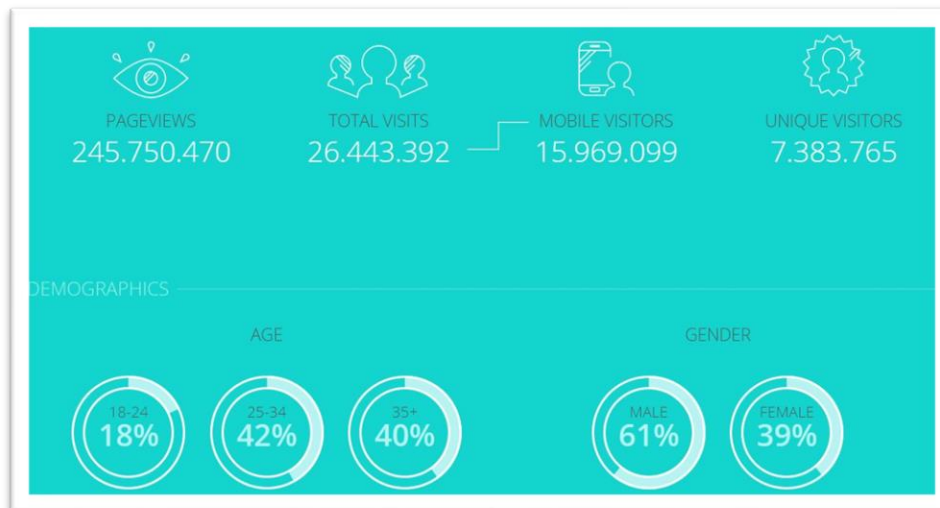 PAGEVIEWS
245.750.470
TOTAL VISITS
26.443.392
MOBILE VISITORS
15.969.099
UNIQUE VISITORS
7.383.765
DEMOGRAPHICS
AGE
18-24
18%
25-34
42%
35+
40%
GENDER
MALE
61%
FEMALE
39%